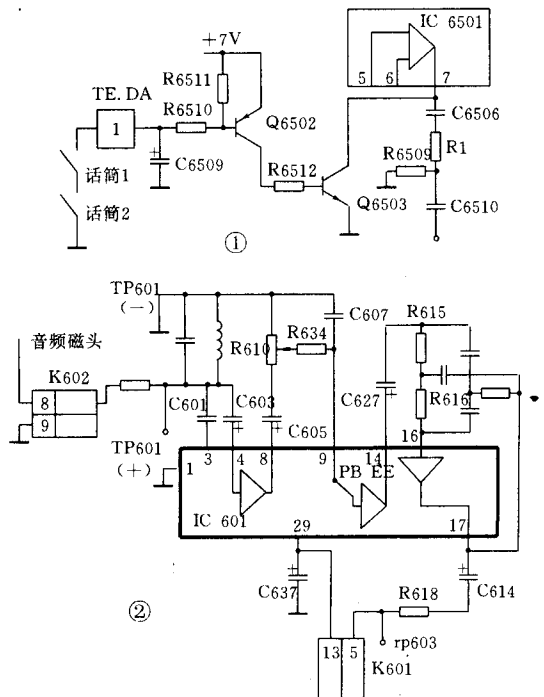 IC 6501
5 6 7
+7V
R6511
TE.DA
R6510
1
Q6502
C6506
C6509
R6509
R1
话筒1
R6512
话筒2
Q6503
C6510
①
TP601
(一)
C607
R615
音频磁头
R610
R634
K602
8
9
C601
C603
C627
R616
C605
TP601
(+)
16
1 3 4 8 9 14
PB EE
IC 601
29
17
C637
R618
C614
②
rp603
13 5
K601